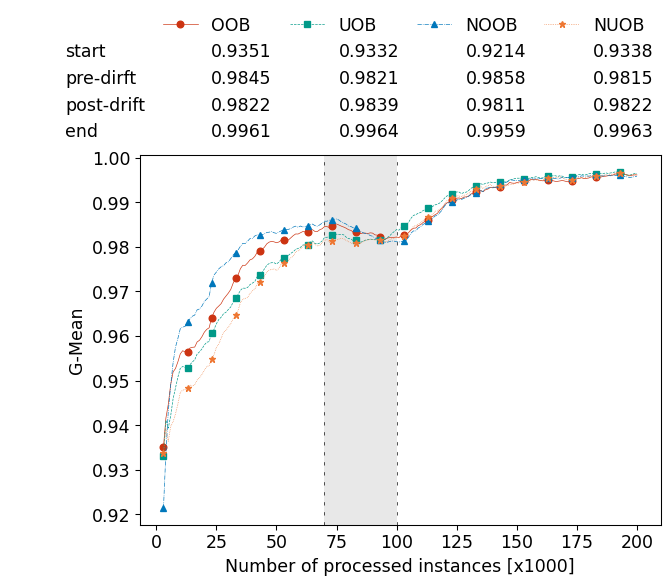 OOB UOB NOOB NUOB
start 0.9351 0.9332 0.9214 0.9338
pre-dirft 0.9845 0.9821 0.9858 0.9815
post-drift 0.9822 0.9839 0.9811 0.9822
end 0.9961 0.9964 0.9959 0.9963
1.00
0.99
0.98
0.97
0.96
0.95
0.94
0.93
0.92
G-Mean
0 25 50 75 100 125 150 175 200
Number of processed instances [x1000]